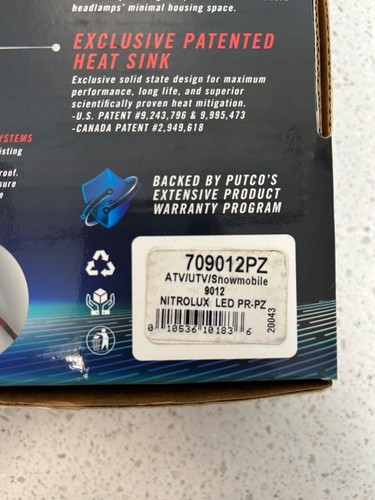 headlamps' minimal housing space.
EXCLUSIVE PATENTED
HEAT SINK
Exclusive solid state design for maximum
performance, long life, and superior
scientifically proven heat mitigation.
-U.S. PATENT #9,243,796 & 9,995,473
-CANADA PATENT #2,949,618
SYSTEMS
isting
roof.
sure
e
BACKED BY PUTCO'S
EXTENSIVE PRODUCT
WARRANTY PROGRAM
709012PZ
ATV/UTV/Snowmobile
9012
NITROLUX LED PR-PZ
0 10536 10183 6
20043